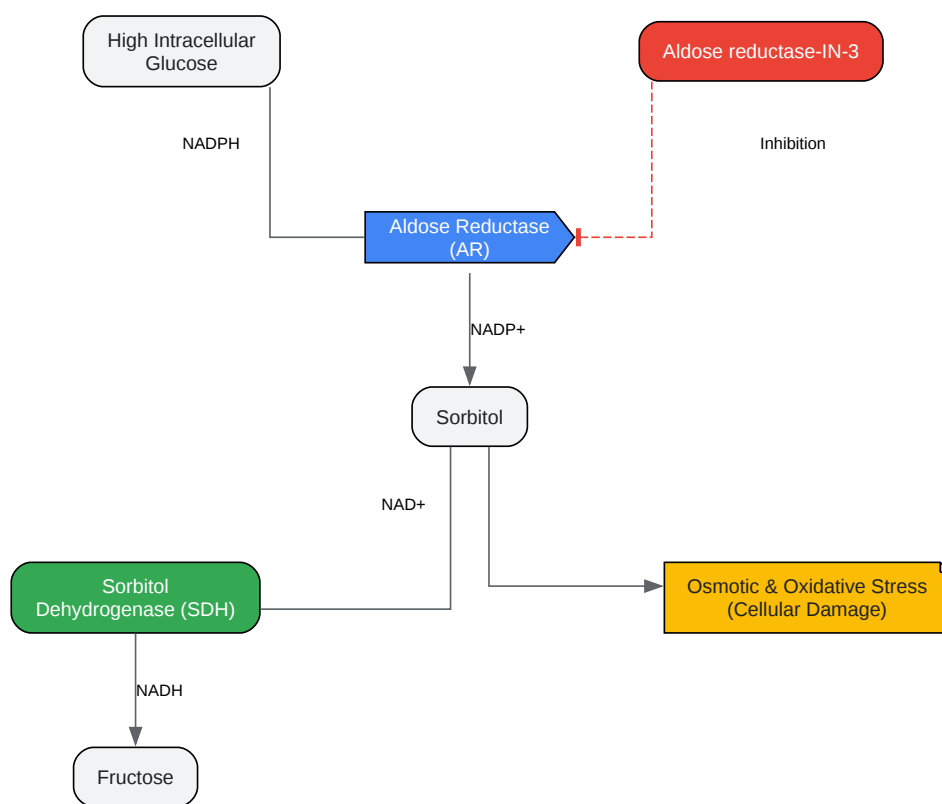 High Intracellular
Glucose
Aldose reductase-IN-3
NADPH
Inhibition
Aldose Reductase
(AR)
NADP+
Sorbitol
NAD+
Sorbitol
Dehydrogenase (SDH)
Osmotic & Oxidative Stress
(Cellular Damage)
NADH
Fructose